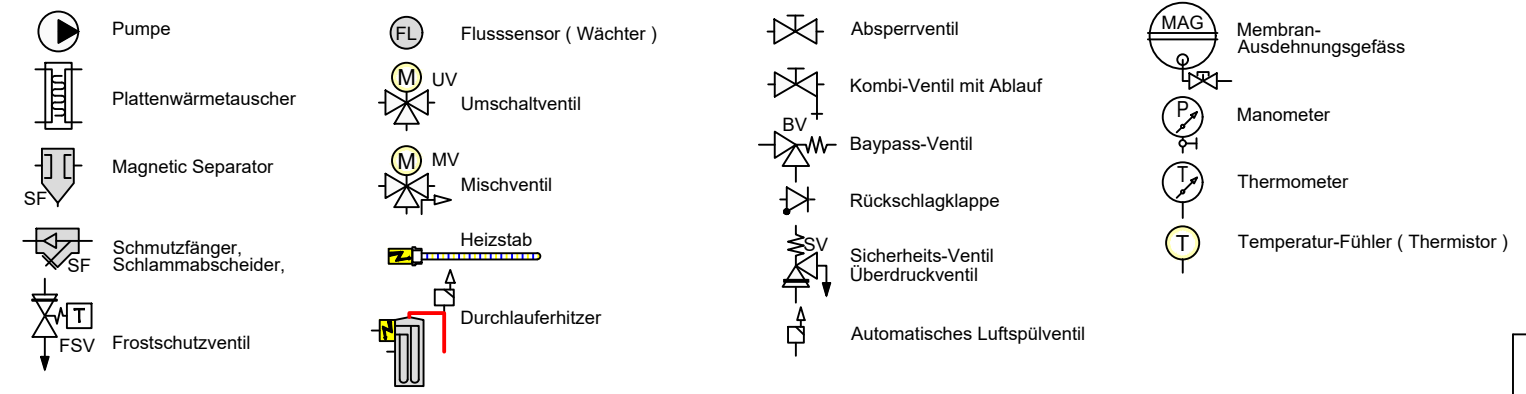 Pumpe
Plattenwärmetauscher
Magnetic Separator
SF
Schmutzfänger,
Schlammabscheider,
SF
T
FSV
Frostschutzventil
FL
Flusssensor ( Wächter )
M
UV
Umschaltventil
M
MV
Mischventil
Heizstab
Durchlauferhitzer
Absperrventil
Kombi-Ventil mit Ablauf
BV
Baypass-Ventil
Rückschlagklappe
SV
Sicherheits-Ventil
Überdruckventil
Automatisches Luftspülventil
MAG
Membran-
Ausdehnungsgefäss
P
Manometer
T
Thermometer
T
Temperatur-Fühler ( Thermistor )